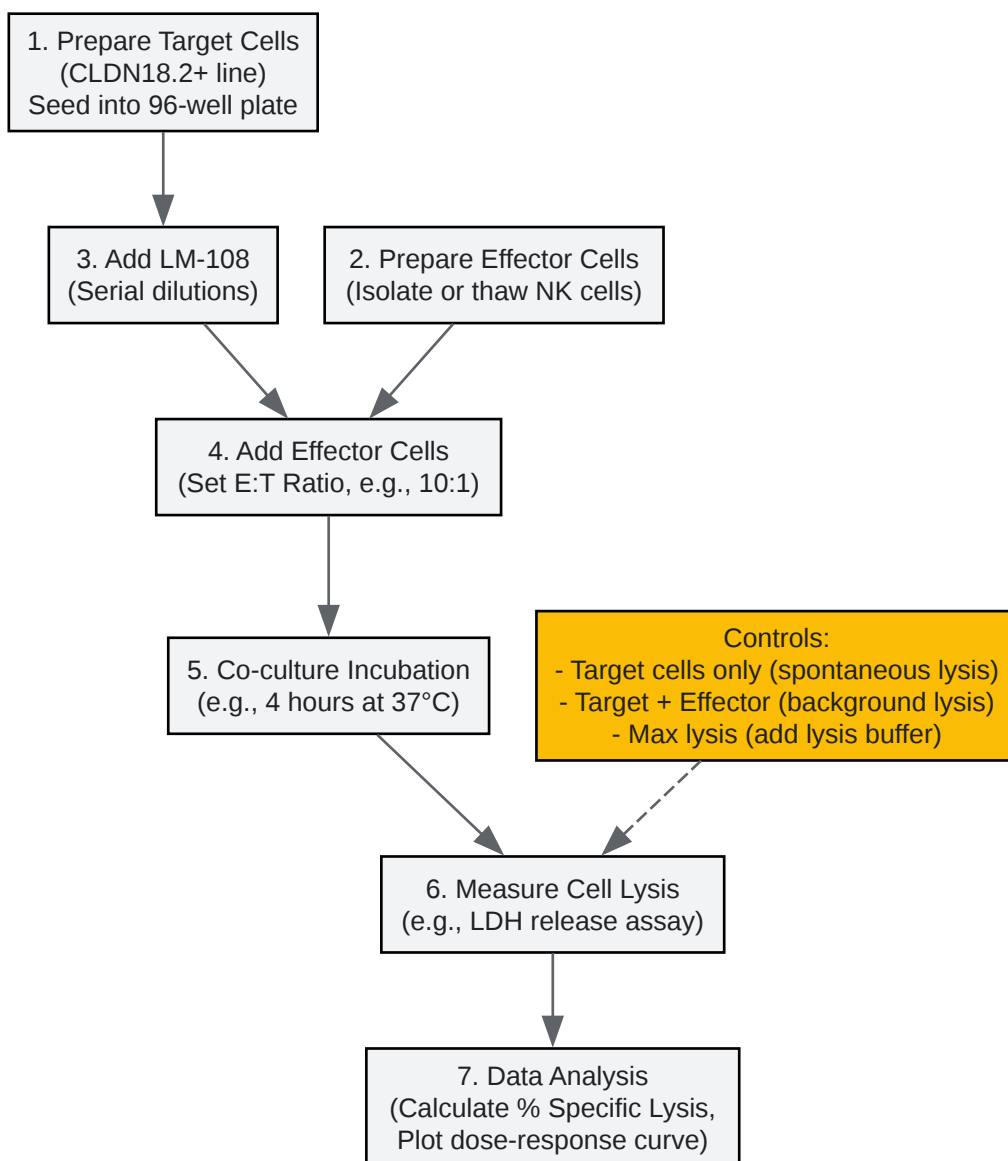 1. Prepare Target Cells
(CLDN18.2+ line)
Seed into 96-well plate
3. Add LM-108
(Serial dilutions)
2. Prepare Effector Cells
(Isolate or thaw NK cells)
4. Add Effector Cells
(Set E:T Ratio, e.g., 10:1)
5. Co-culture Incubation
(e.g., 4 hours at 37°C)
Controls:
- Target cells only (spontaneous lysis)
- Target + Effector (background lysis)
- Max lysis (add lysis buffer)
6. Measure Cell Lysis
(e.g., LDH release assay)
7. Data Analysis
(Calculate % Specific Lysis,
Plot dose-response curve)